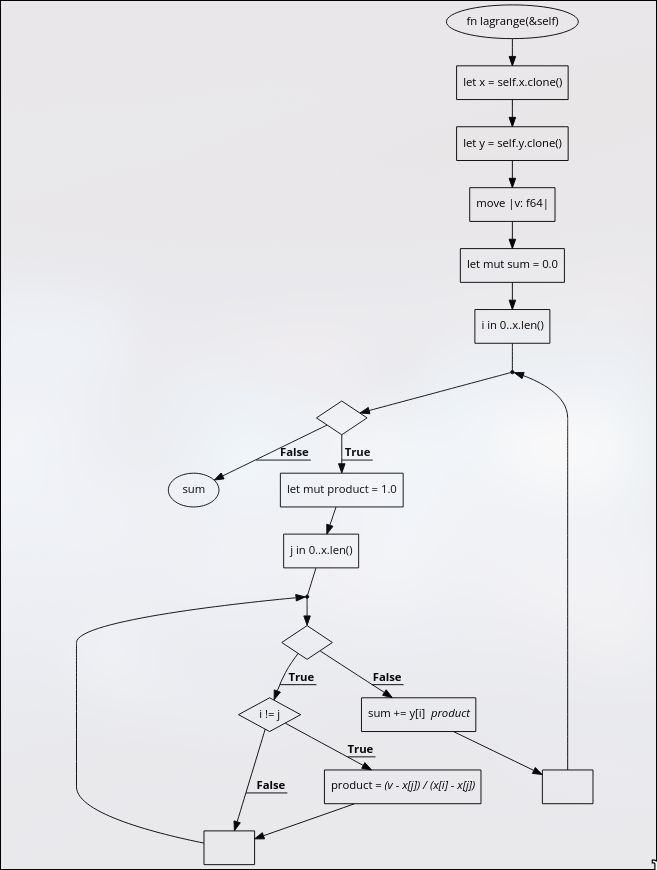 fn lagrange(&self)
let x = self.x.clone()
let y = self.y.clone()
move |v: f64|
let mut sum = 0.0
i in 0..x.len()
False
True
sum
let mut product = 1.0
j in 0..x.len()
True
False
i != j
sum += y[i] product
True
False
product = (v - x[j]) / (x[i] - x[j])